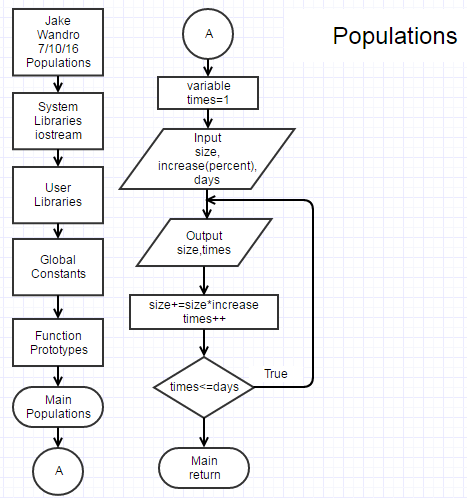 Populations
Jake
Wandro
7/10/16
Populations
System
Libraries
iostream
User
Libraries
Global
Constants
Function
Prototypes
Main
Populations
A
A
variable
times=1
Input
size,
increase(percent),
days
Output
size,times
size+=size*increase
times++
times<=days
True
Main
return